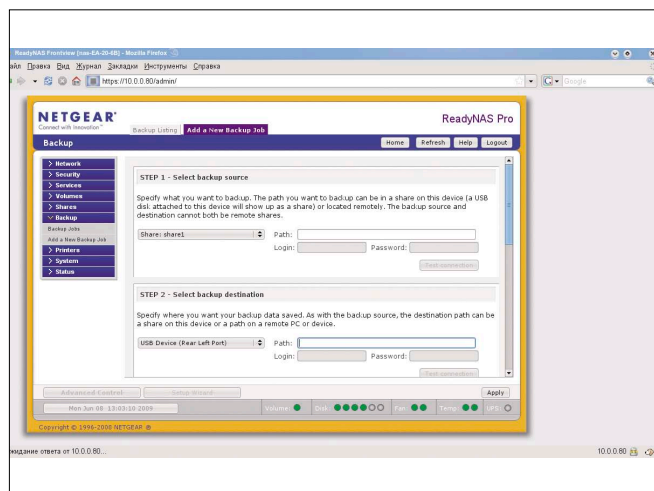 ReadyNAS Frontview [nas-EA-20-6B] - Mozilla Firefox
айл Правка Вид Журнал Закладки Инструменты Справка
https://10.0.0.80/admin/
Google
NETGEAR®
Connect with Innovation™
ReadyNAS Pro
Backup Listing Add a New Backup Job
Backup
Home Refresh Help Logout
> Network
> Security
> Services
> Volumes
> Shares
Backup
Backup Jobs
Add a New Backup Job
> Printers
> System
> Status
STEP 1 - Select backup source
Specify what you want to backup. The path you want to backup can be in a share on this device (a USB
disk attached to this device will show up as a share) or located remotely. The backup source and
destination cannot both be remote shares.
Share: share1 Path:
Login: Password:
Test connection
STEP 2 - Select backup destination
Specify where you want your backup data saved. As with the backup source, the destination path can be
a share on this device or a path on a remote PC or device.
USB Device (Rear Left Port) Path:
Login: Password:
Test connection
Advanced Control Setup Wizard Apply
Mon Jun 08 13:03:10 2009 Volume: Disk: Fan: Temp: UPS:
Copyright © 1996-2008 NETGEAR ®
жидание ответа от 10.0.0.80... 10.0.0.80